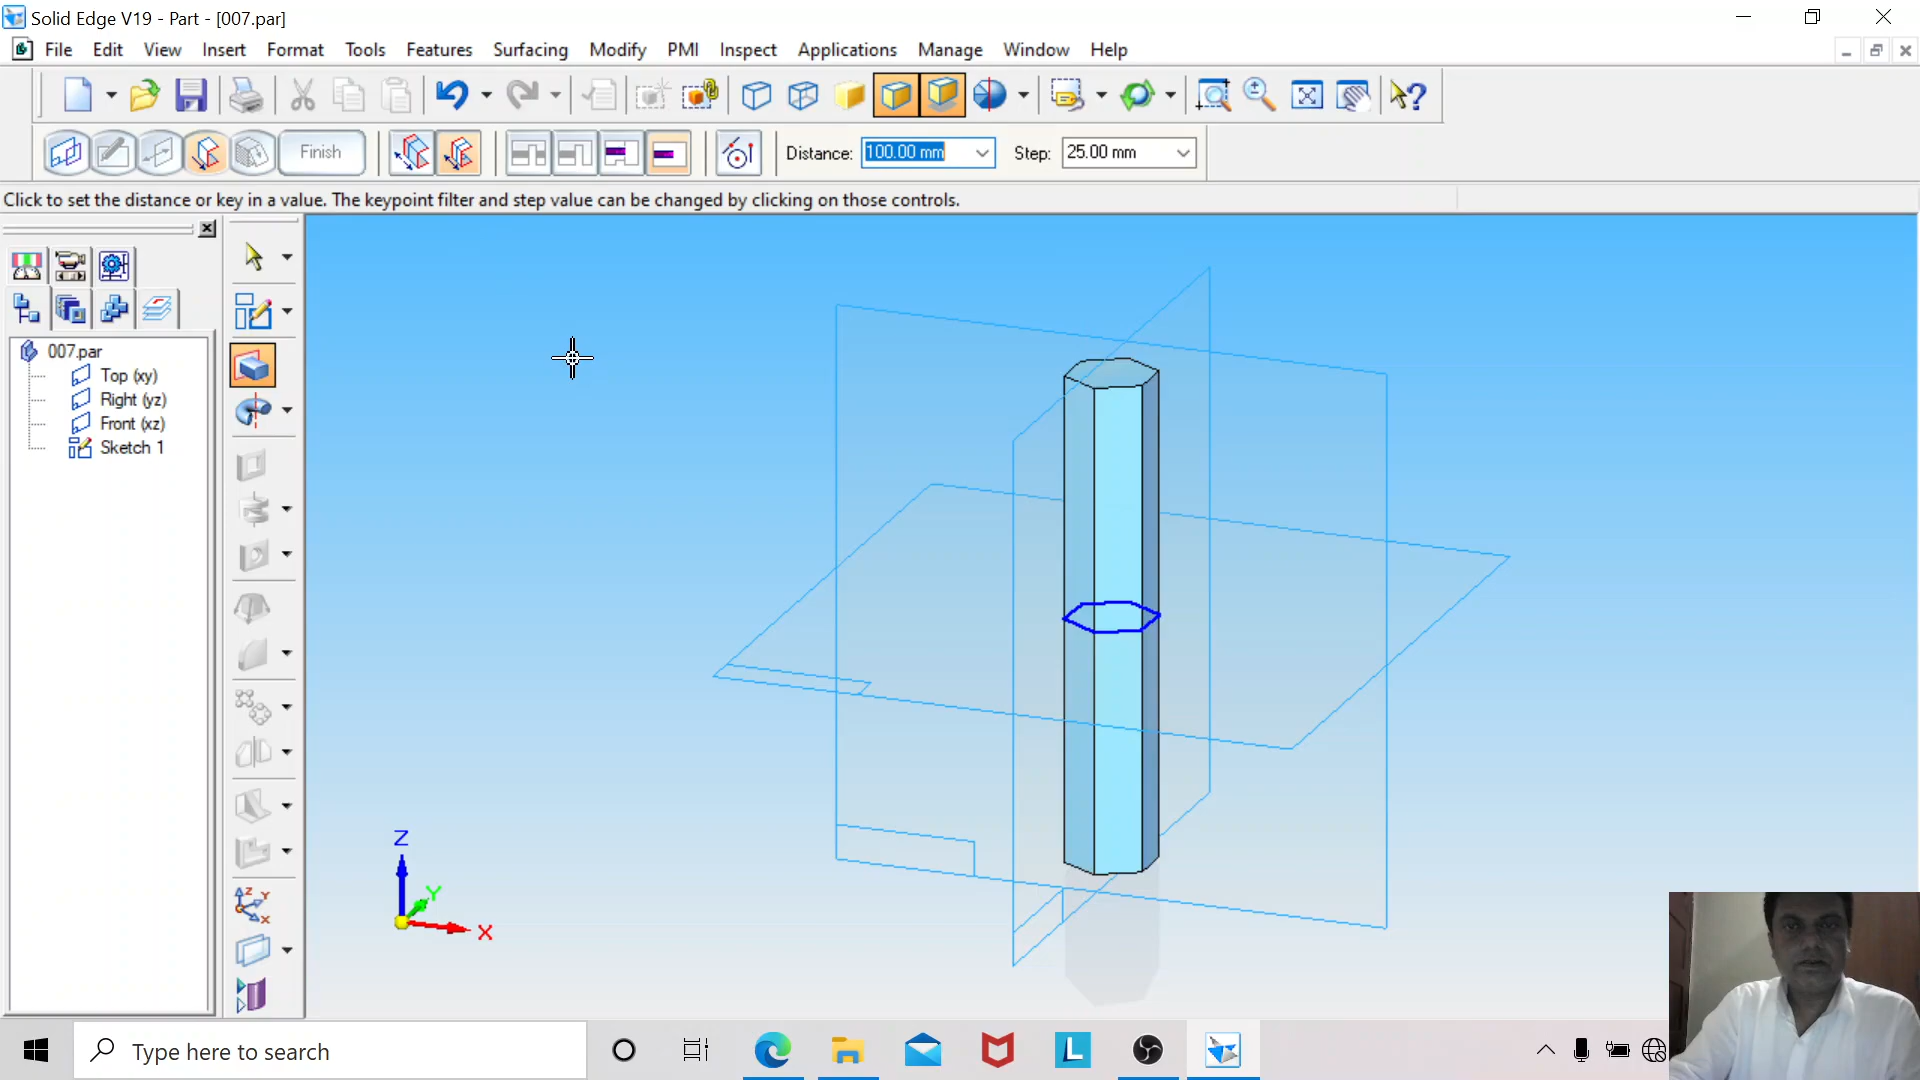 Solid Edge V19 - Part - [007.par]
File Edit View Insert Format Tools Features Surfacing Modify PMI Inspect Applications Manage Window Help
Finish Distance: 100.00 mm Step: 25.00 mm
Click to set the distance or key in a value. The keypoint filter and step value can be changed by clicking on those controls.
007.par
Top (xy)
Right (yz)
Front (xz)
Sketch 1
Z
Y
X
Z Y
X
Type here to search
L